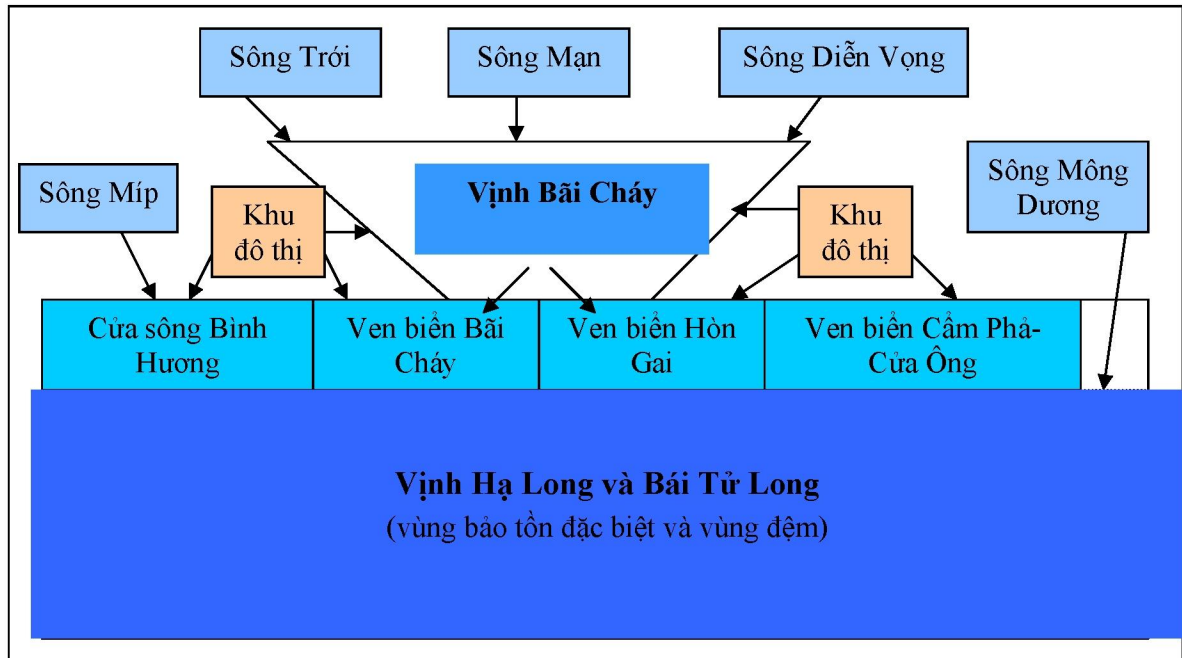 Sông Trới
Sông Mạn
Sông Diễn Vọng
Sông Míp
Khu
đô thị
Vịnh Bãi Cháy
Khu
đô thị
Sông Mông
Dương
Cửa sông Bình
Hương
Ven biển Bãi
Cháy
Ven biển Hòn
Gai
Ven biển Cẩm Phả-
Cửa Ông
Vịnh Hạ Long và Bái Tử Long
(vùng bảo tồn đặc biệt và vùng đệm)